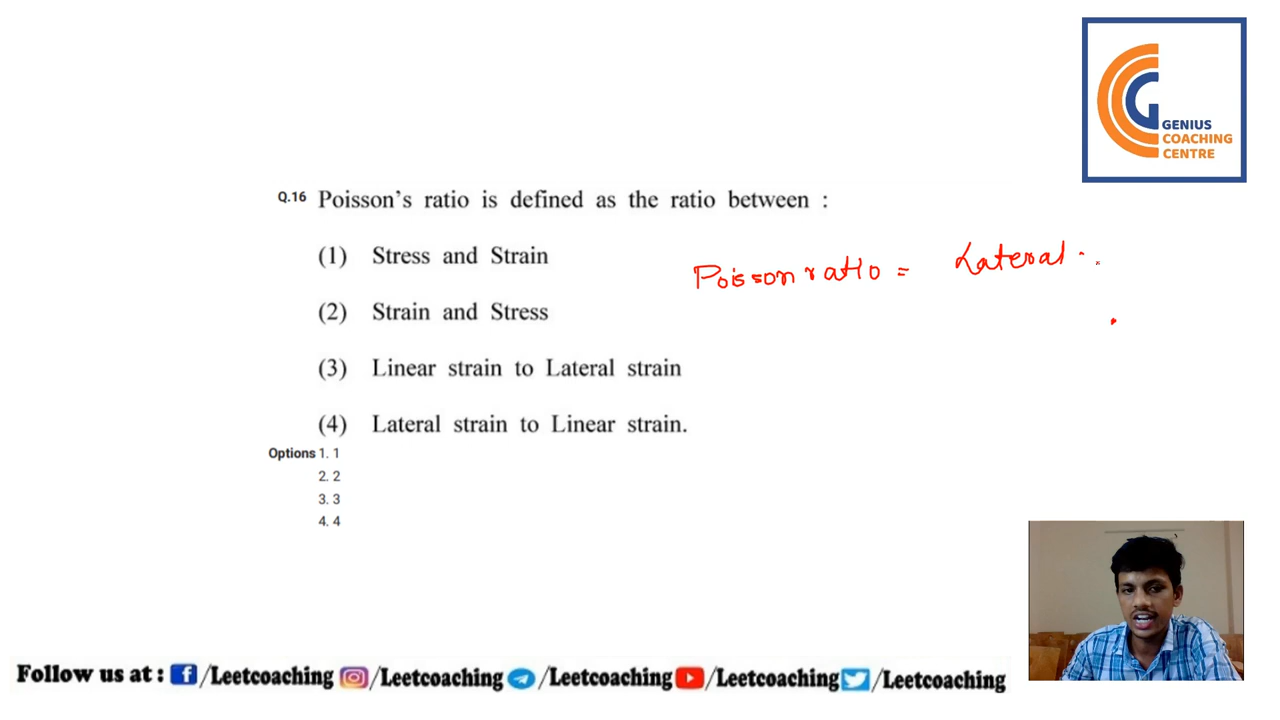 GENIUS
COACHING
CENTRE
Q.16 Poisson's ratio is defined as the ratio between :
(1) Stress and Strain
Poisson ratio = Lateral
(2) Strain and Stress
(3) Linear strain to Lateral strain
(4) Lateral strain to Linear strain.
Options 1. 1
2. 2
3. 3
4. 4
Follow us at : /Leetcoaching /Leetcoaching /Leetcoaching /Leetcoaching /Leetcoaching